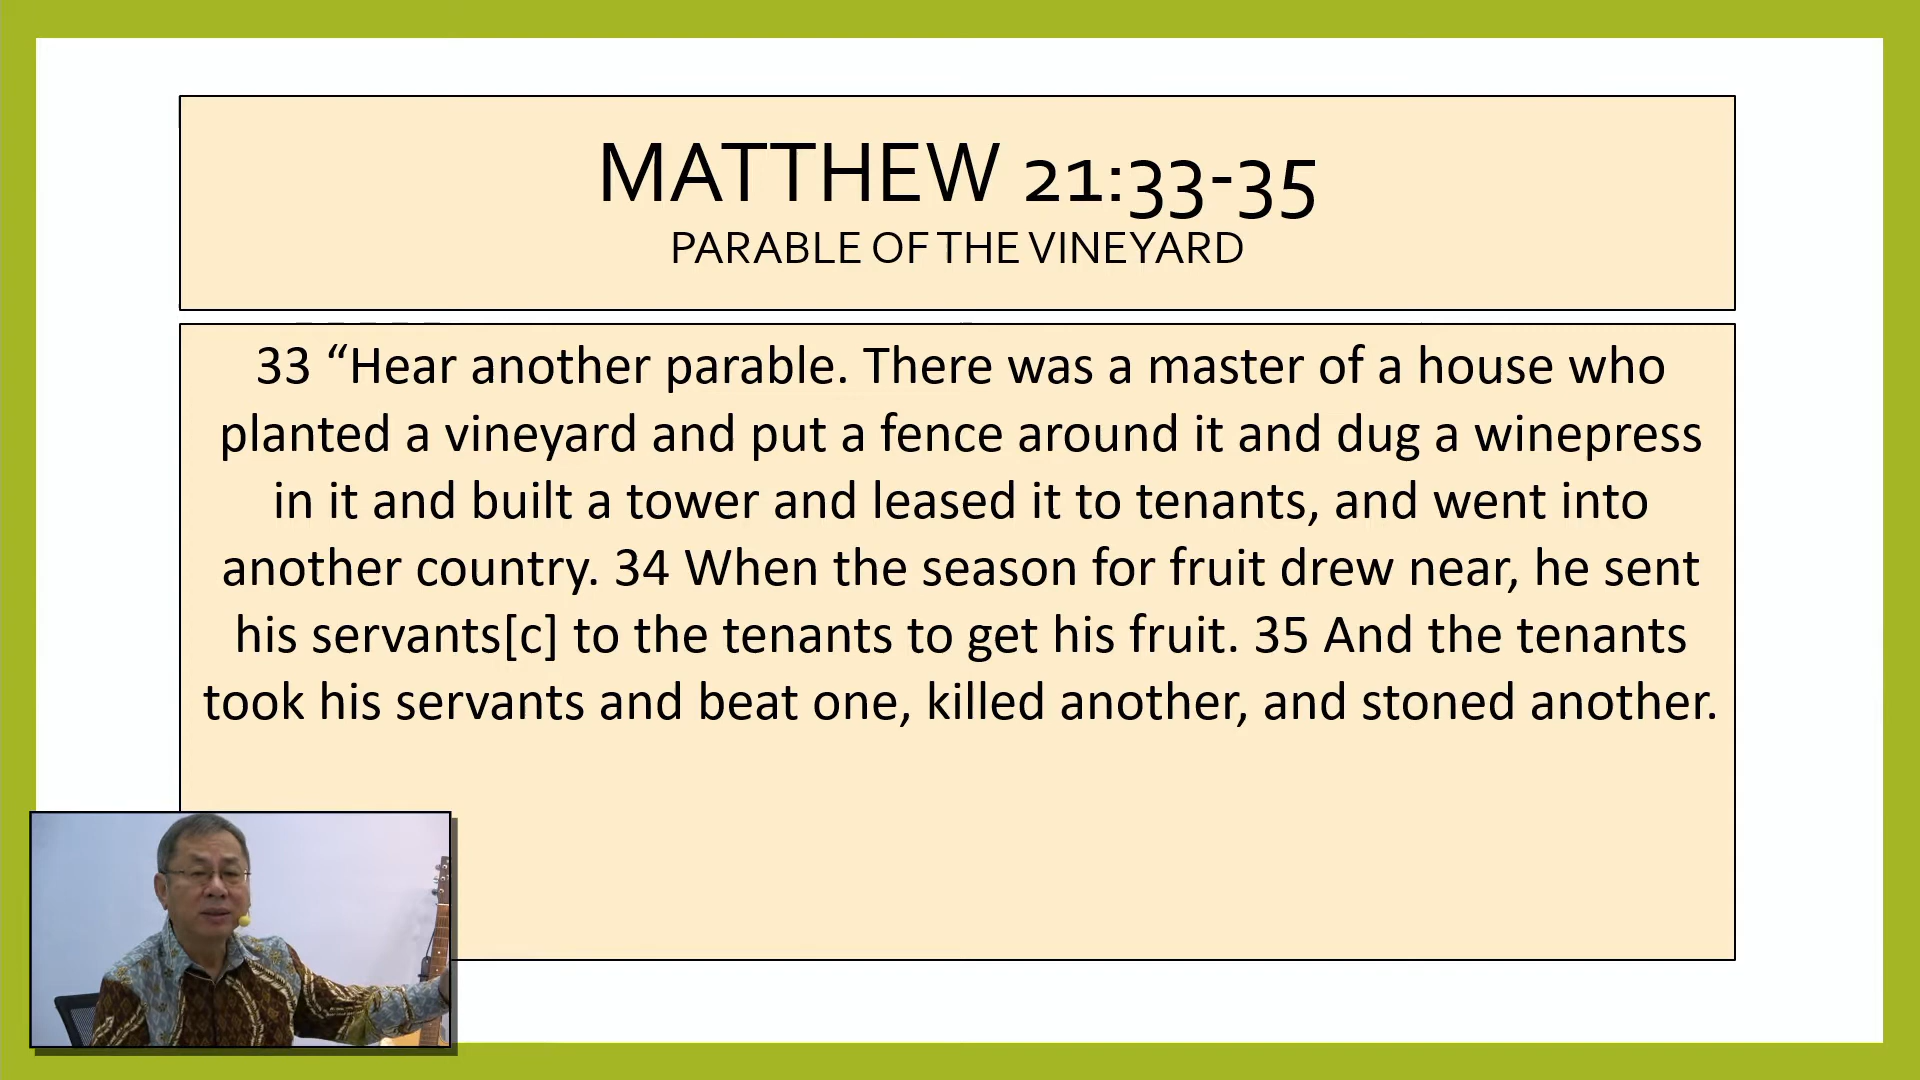 MATTHEW 21:33-35
PARABLE OF THE VINEYARD
33 “Hear another parable. There was a master of a house who
planted a vineyard and put a fence around it and dug a winepress
in it and built a tower and leased it to tenants, and went into
another country. 34 When the season for fruit drew near, he sent
his servants[c] to the tenants to get his fruit. 35 And the tenants
took his servants and beat one, killed another, and stoned another.